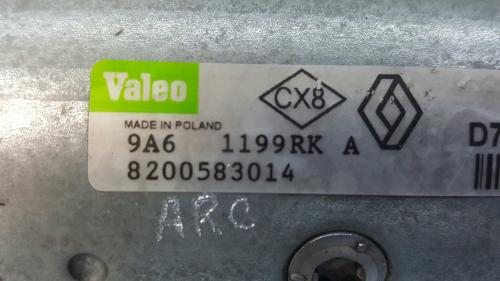 Valeo
CX8
MADE IN POLAND
9A6 1199RK A
D7
8200583014
ARC